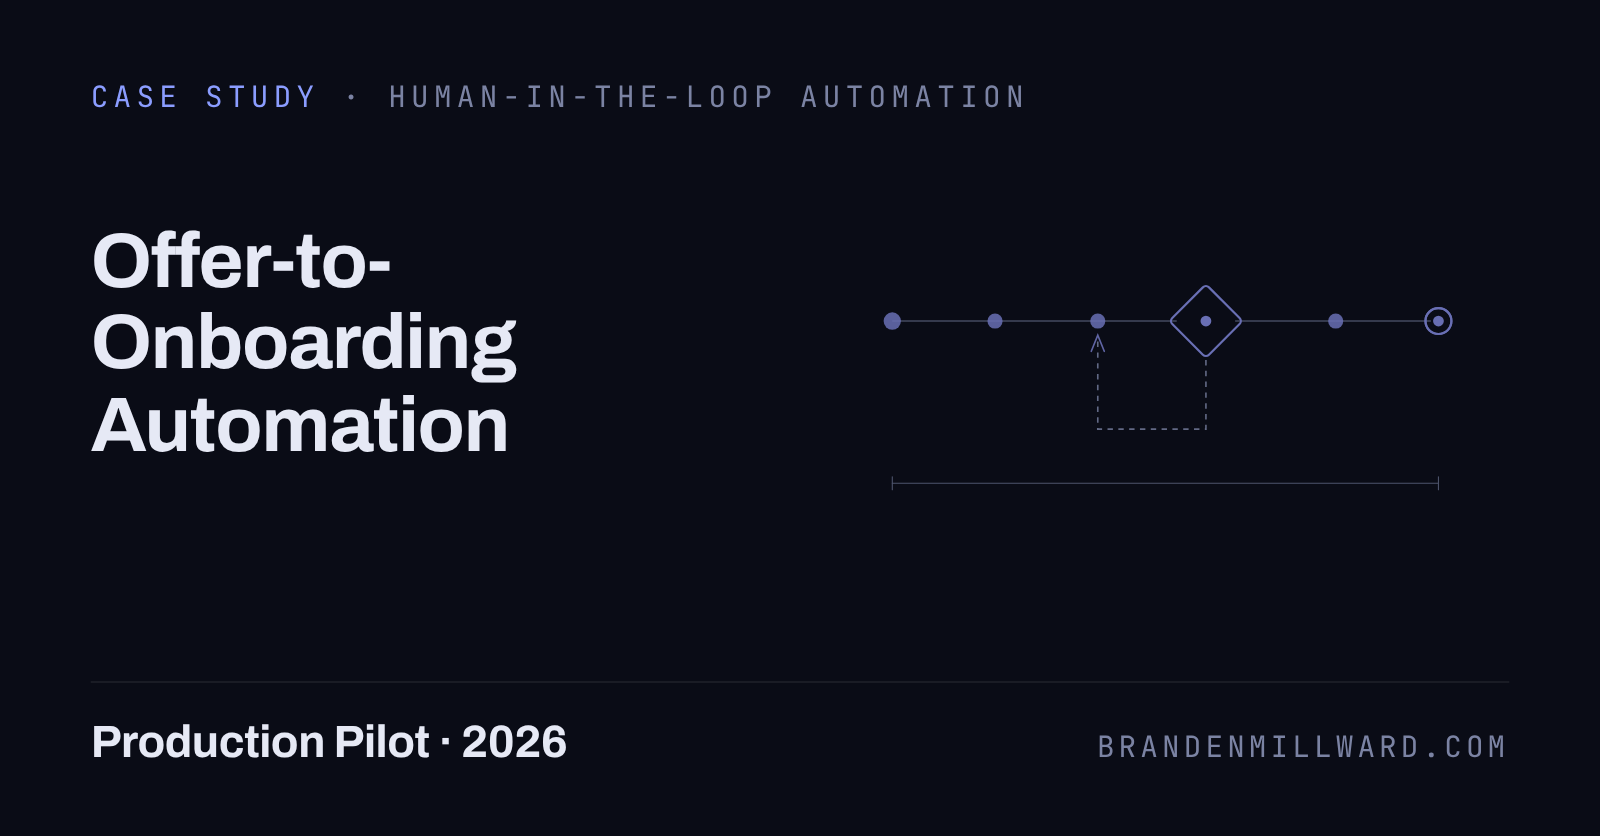 CASE STUDY · HUMAN-IN-THE-LOOP AUTOMATION
Offer-to-
Onboarding
Automation
Production Pilot · 2026
BRANDENMILLWARD.COM